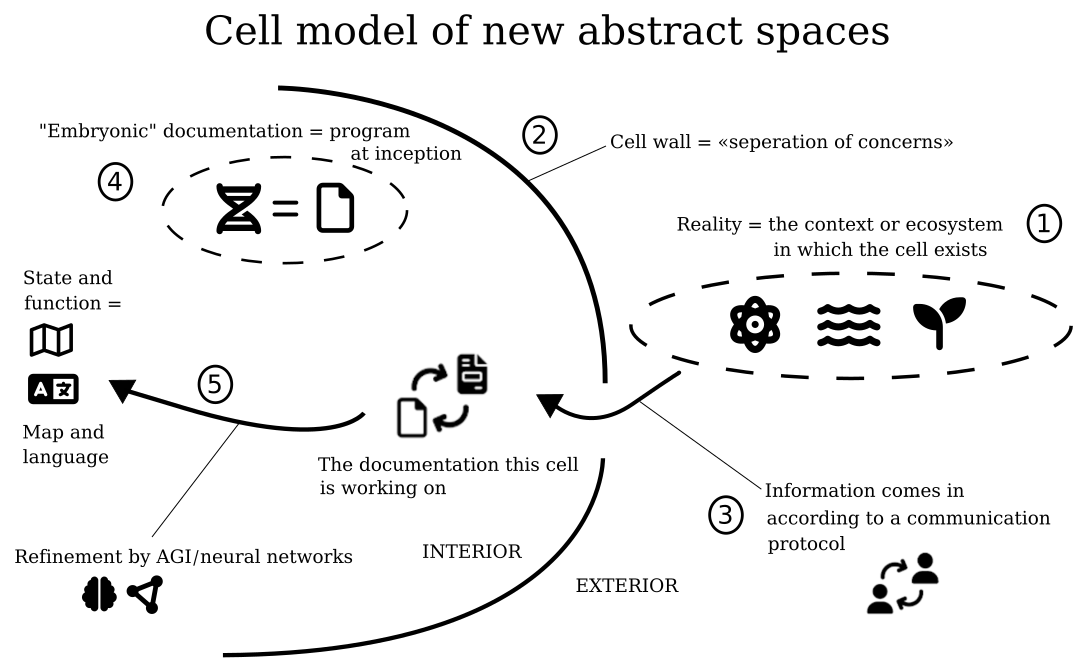 Cell model of new abstract spaces
"Embryonic" documentation = program
at inception
4
2
Cell wall = «seperation of concerns»
Reality = the context or ecosystem
in which the cell exists
1
State and
function =
A 文
Map and
language
5
The documentation this cell
is working on
3
Information comes in
according to a communication
protocol
Refinement by AGI/neural networks
INTERIOR
EXTERIOR